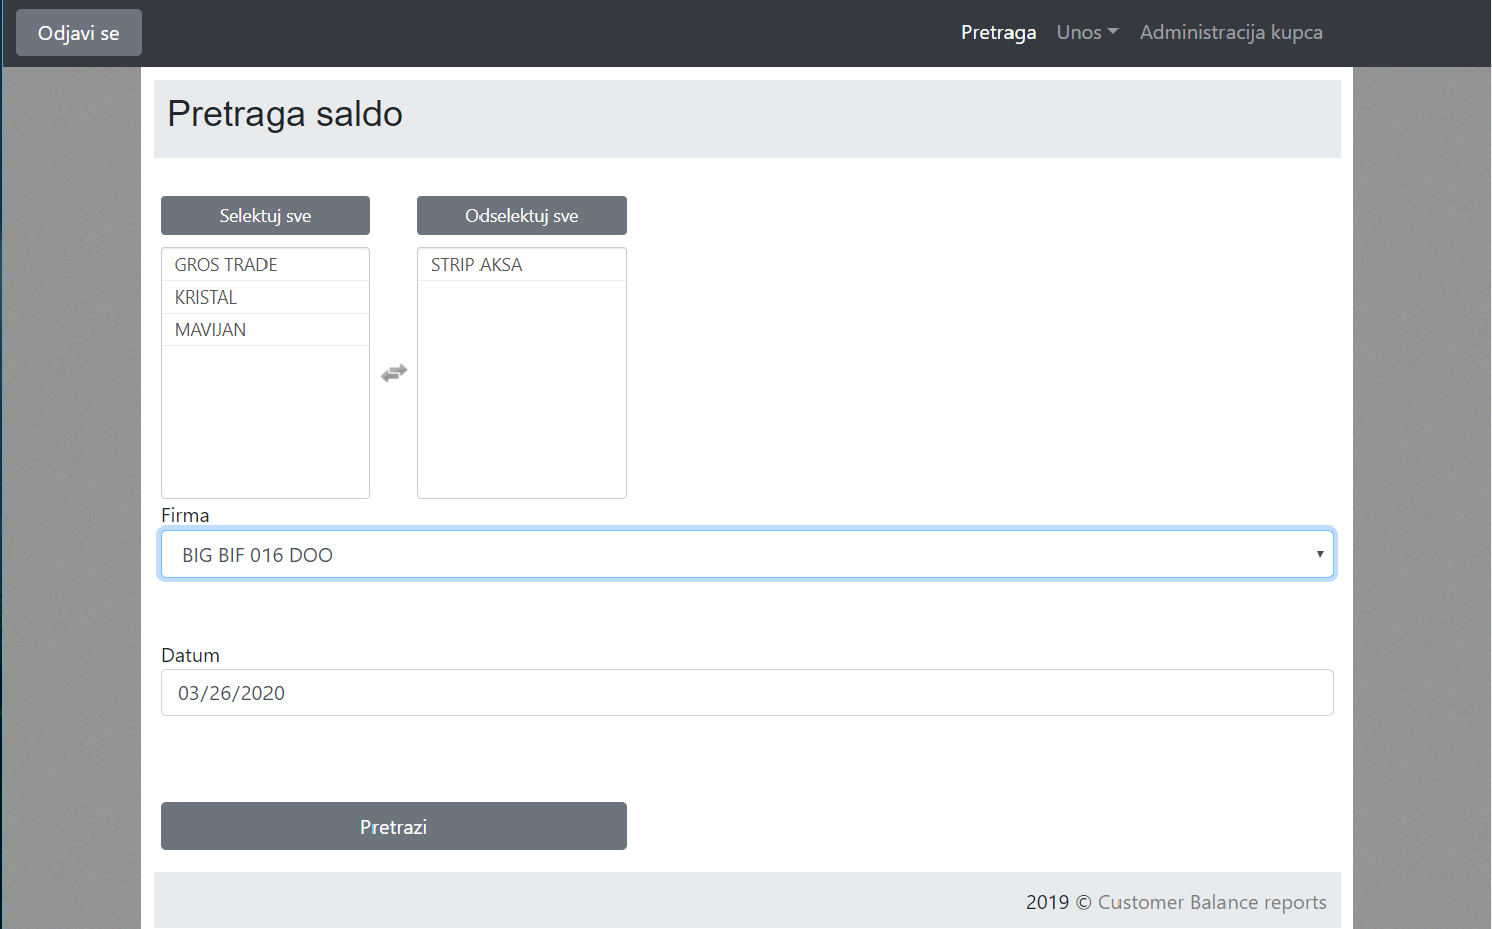 Odjavi se
Pretraga Unos Administracija kupca
Pretraga saldo
Selektuj sve
Odselektuj sve
GROS TRADE
KRISTAL
MAVIJAN
STRIP AKSA
Firma
BIG BIF 016 DOO
Datum
03/26/2020
Pretrazi
2019 © Customer Balance reports